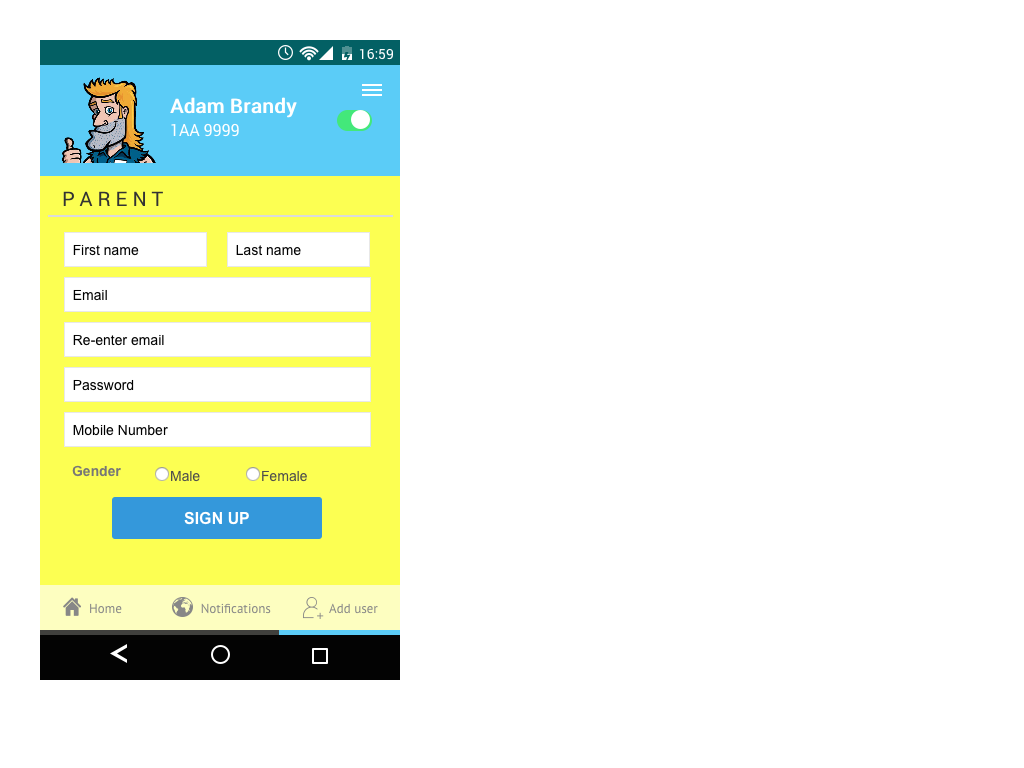 16:59
Adam Brandy
1AA 9999
PARENT
First name Last name
Email
Re-enter email
Password
Mobile Number
Gender Male Female
SIGN UP
Home Notifications Add user